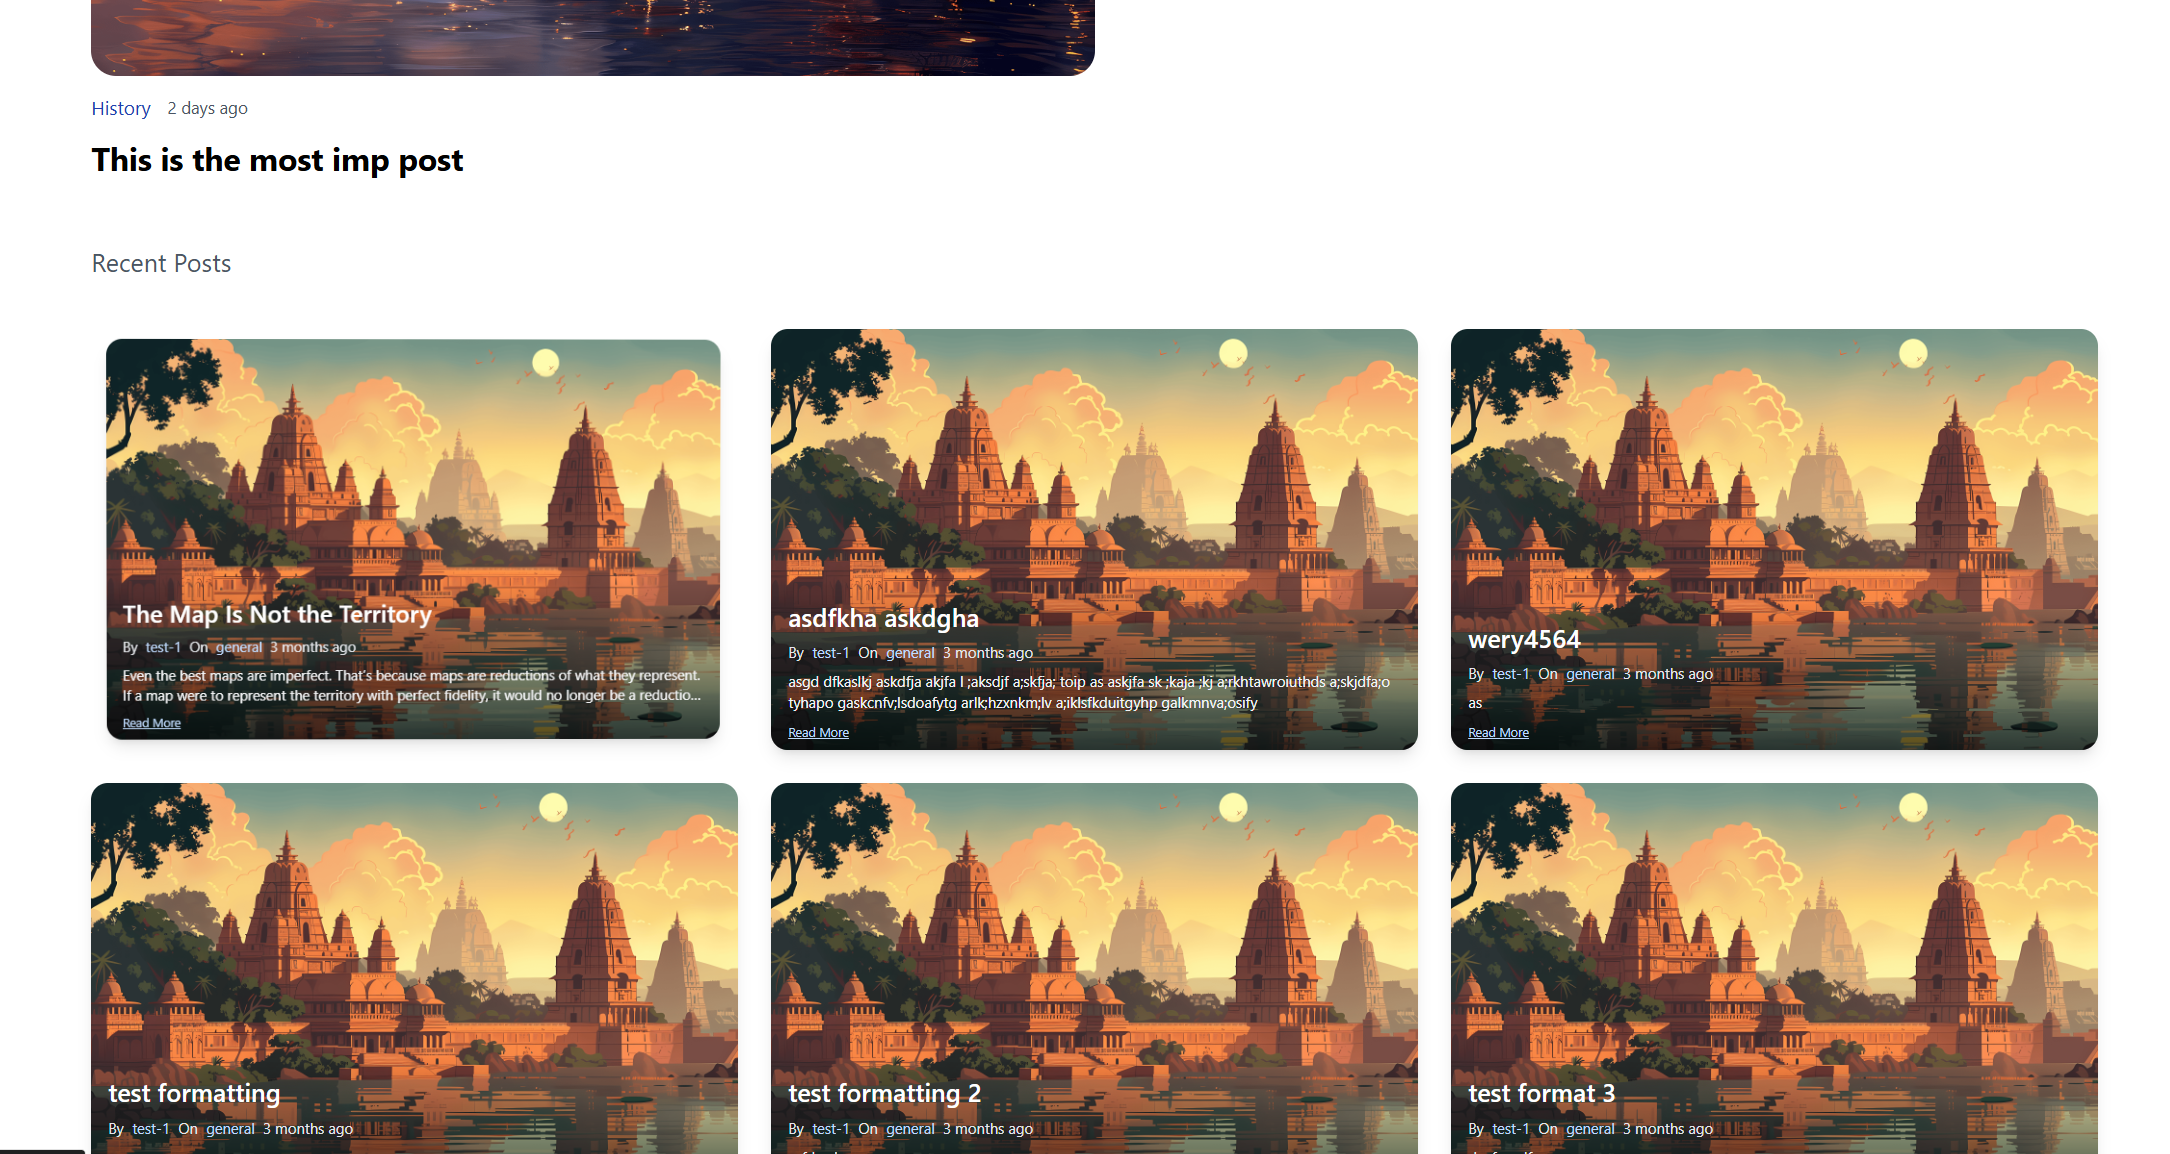 History 2 days ago
This is the most imp post
Recent Posts
The Map Is Not the Territory
By test-1 On general 3 months ago
Even the best maps are imperfect. That's because maps are reductions of what they represent.
If a map were to represent the territory with perfect fidelity, it would no longer be a reductio...
Read More
asdfkha askdgha
By test-1 On general 3 months ago
asgd dfkaslkj askdfja akjfa l ;aksdjf a;skfja; toip as askjfa sk ;kaja ;kj a;rkhtawroiuthds a;skjdfa;o
tyhapo gaskcnfv;lsdoafytg arlk;hzxnkm;lv a;iklsfkduitgyhp galkmnva;osify
Read More
wery4564
By test-1 On general 3 months ago
as
Read More
test formatting
By test-1 On general 3 months ago
test formatting 2
By test-1 On general 3 months ago
test format 3
By test-1 On general 3 months ago